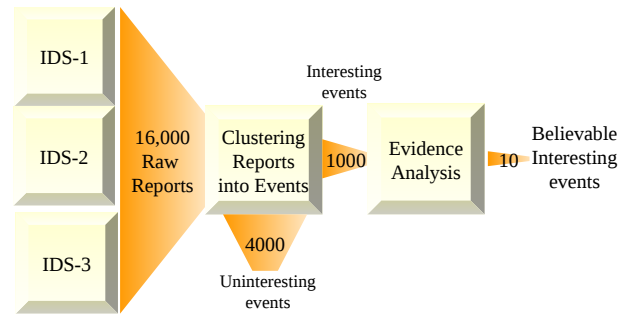 IDS-1
IDS-2
IDS-3
16,000
Raw
Reports
Clustering
Reports
into Events
Interesting
events
1000
4000
Uninteresting
events
Evidence
Analysis
10
Believable
Interesting
events